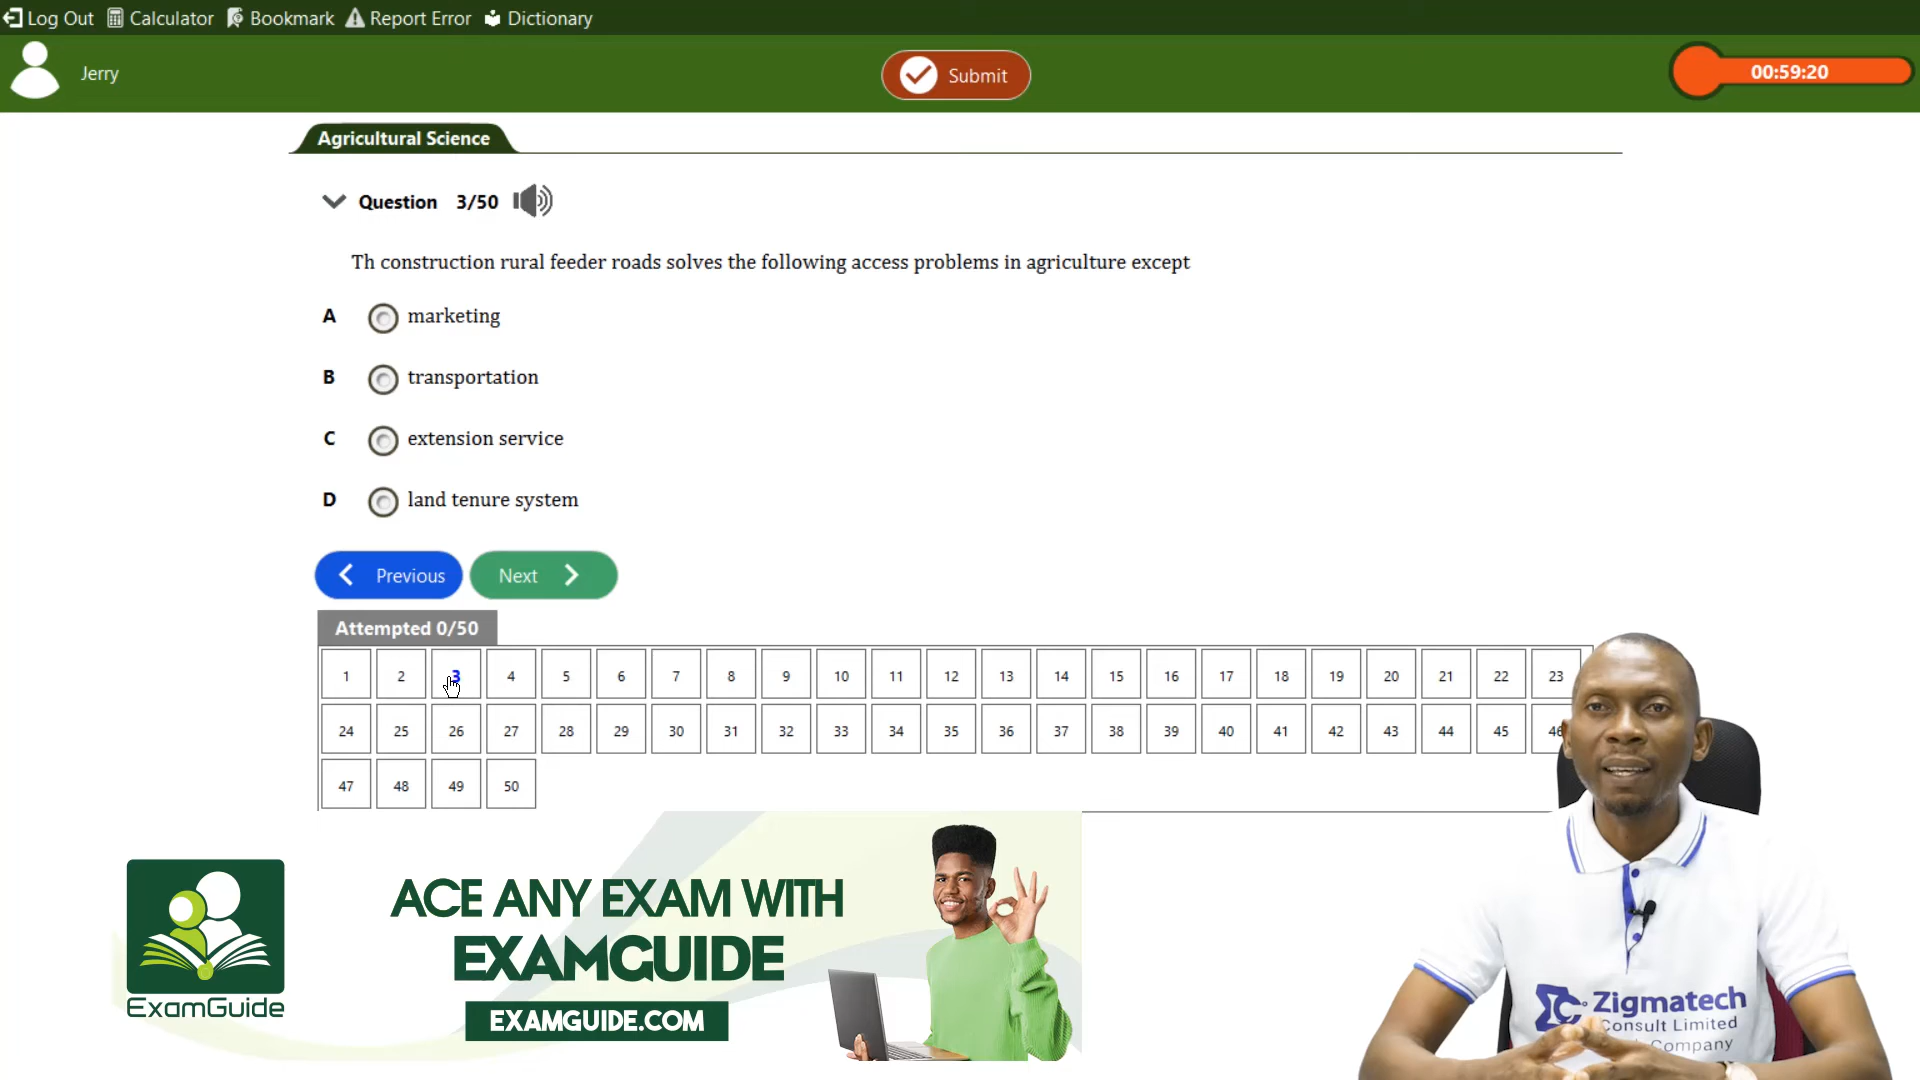 Log Out Calculator Bookmark Report Error Dictionary
Jerry
Submit
00:59:20
Agricultural Science
Question 3/50
Th construction rural feeder roads solves the following access problems in agriculture except
A marketing
B transportation
C extension service
D land tenure system
Previous Next
Attempted 0/50
1 2 3 4 5 6 7 8 9 10 11 12 13 14 15 16 17 18 19 20 21 22 23
24 25 26 27 28 29 30 31 32 33 34 35 36 37 38 39 40 41 42 43 44 45 46
47 48 49 50
ExamGuide
ACE ANY EXAM WITH
EXAMGUIDE
EXAMGUIDE.COM
Zigmatech
Consult Limited
Company